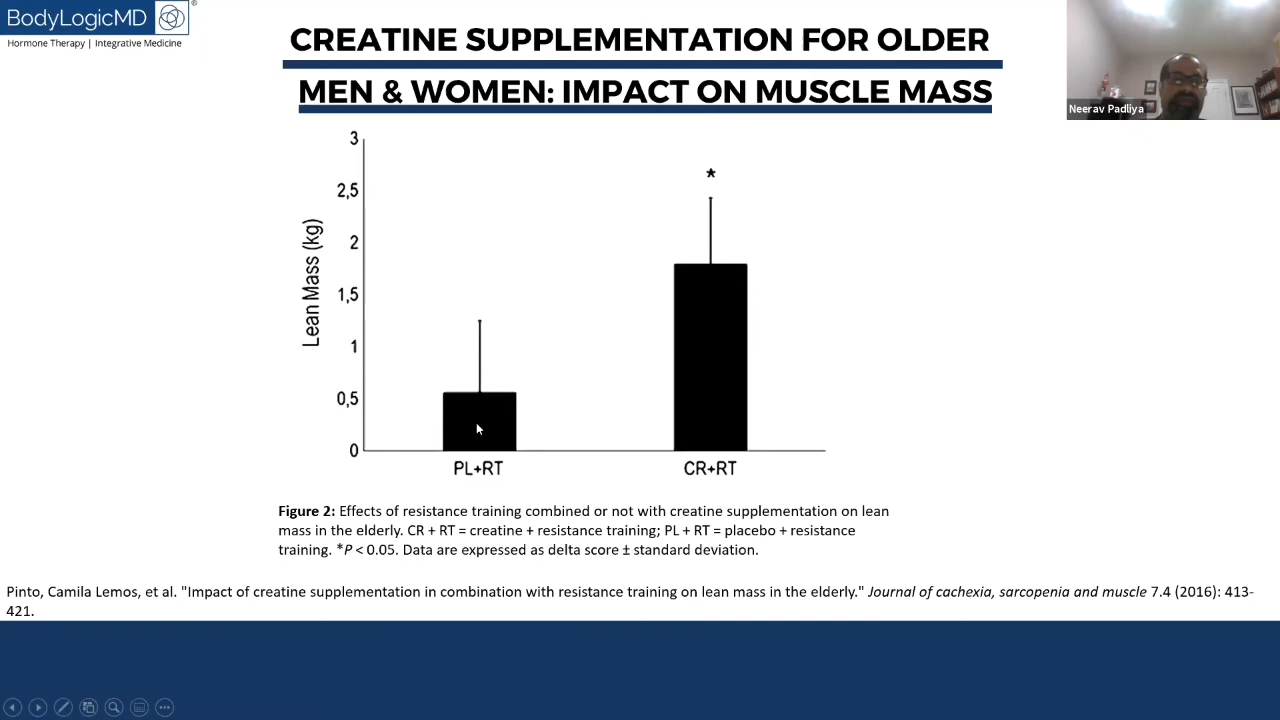 BodyLogicMD
®
Hormone Therapy | Integrative Medicine
CREATINE SUPPLEMENTATION FOR OLDER
MEN & WOMEN: IMPACT ON MUSCLE MASS
Neerav Padliya
3
2,5
2
1,5
1
0,5
0
Lean Mass (kg)
*
PL+RT
CR+RT
Figure 2: Effects of resistance training combined or not with creatine supplementation on lean
mass in the elderly. CR + RT = creatine + resistance training; PL + RT = placebo + resistance
training. *P < 0.05. Data are expressed as delta score ± standard deviation.
Pinto, Camila Lemos, et al. "Impact of creatine supplementation in combination with resistance training on lean mass in the elderly." Journal of cachexia, sarcopenia and muscle 7.4 (2016): 413-
421.